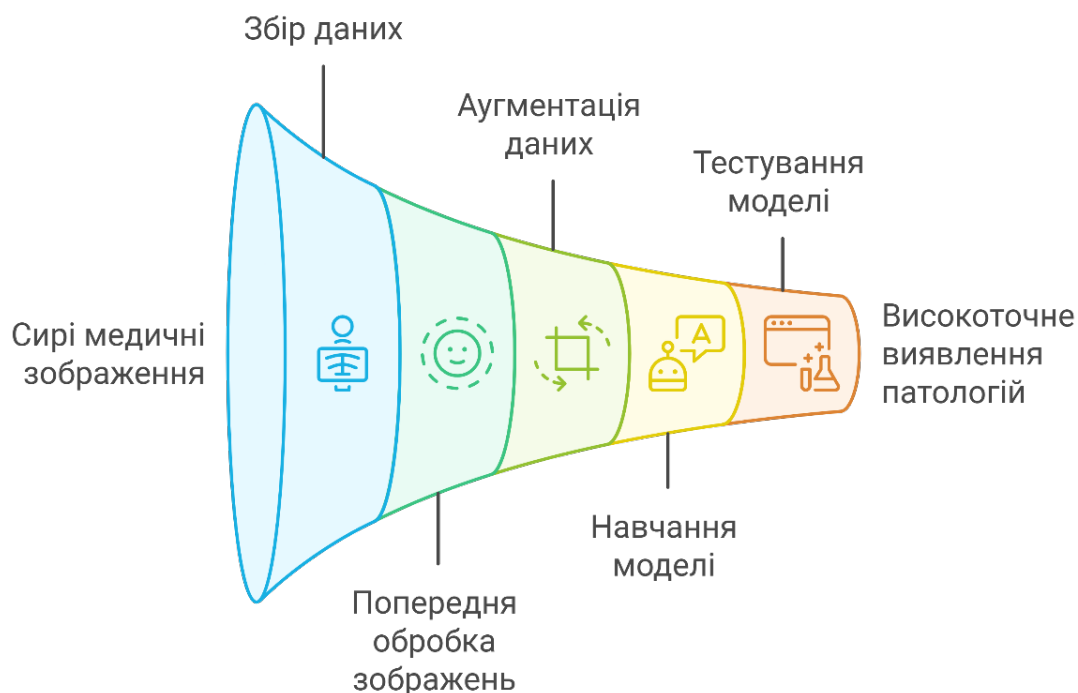 Збір даних
Аугментація
даних
Тестування
моделі
Сирі медичні
зображення
A
Високоточне
виявлення
патологій
Навчання
моделі
Попередня
обробка
зображень